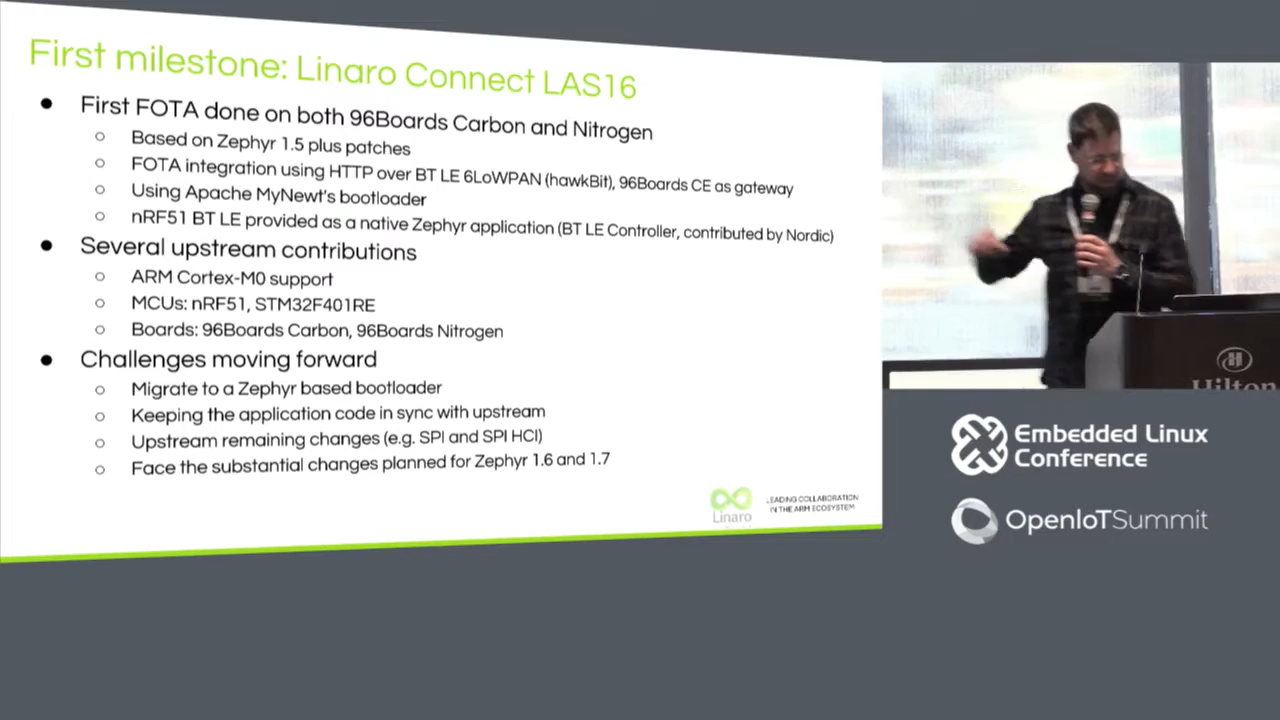 First milestone: Linaro Connect LAS16
First FOTA done on both 96Boards Carbon and Nitrogen
Based on Zephyr 1.5 plus patches
FOTA integration using HTTP over BT LE 6LoWPAN (hawkBit), 96Boards CE as gateway
Using Apache MyNewt's bootloader
nRF51 BT LE provided as a native Zephyr application (BT LE Controller, contributed by Nordic)
Several upstream contributions
ARM Cortex-M0 support
MCUs: nRF51, STM32F401RE
Boards: 96Boards Carbon, 96Boards Nitrogen
Challenges moving forward
Migrate to a Zephyr based bootloader
Keeping the application code in sync with upstream
Upstream remaining changes (e.g. SPI and SPI HCI)
Face the substantial changes planned for Zephyr 1.6 and 1.7
Linaro
LEADING COLLABORATION
IN THE ARM ECOSYSTEM
Hilton
Embedded Linux
Conference
OpenIoTSummit